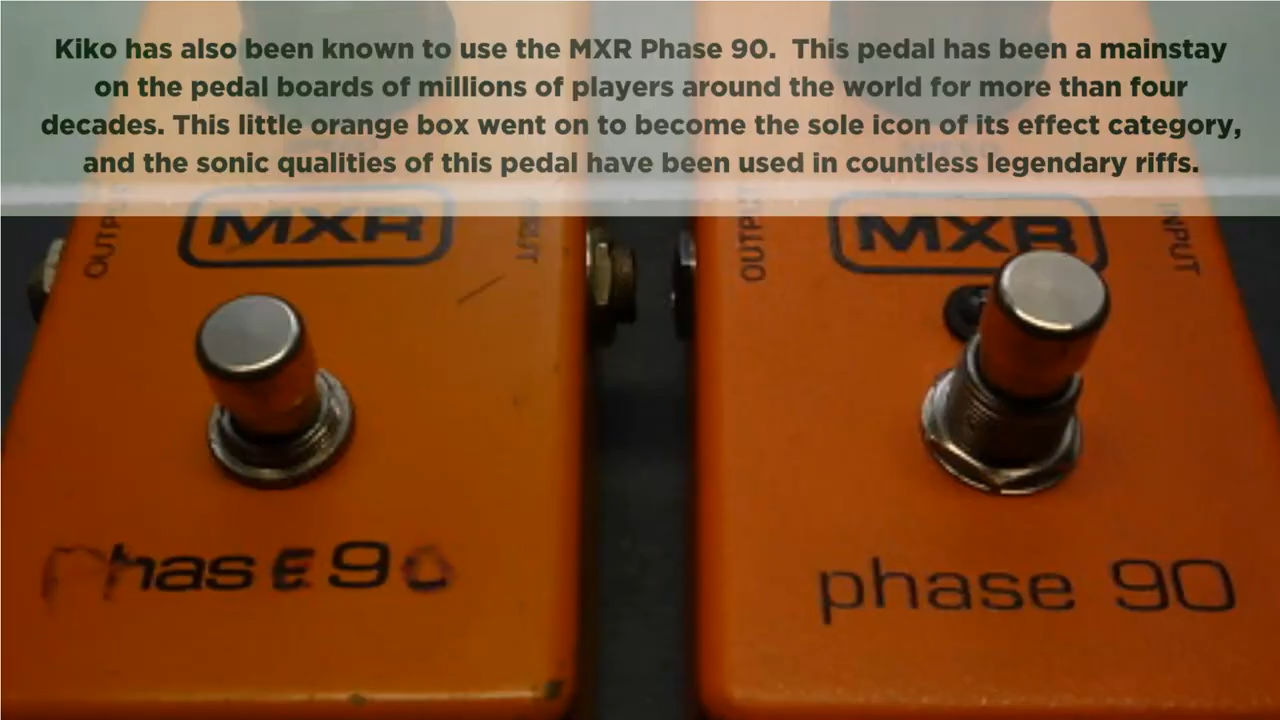 Kiko has also been known to use the MXR Phase 90.  This pedal has been a mainstay
on the pedal boards of millions of players around the world for more than four
decades. This little orange box went on to become the sole icon of its effect category,
and the sonic qualities of this pedal have been used in countless legendary riffs.
OUTPUT MXR INPUT
OUTPUT MXR INPUT
phasE 90
phase 90